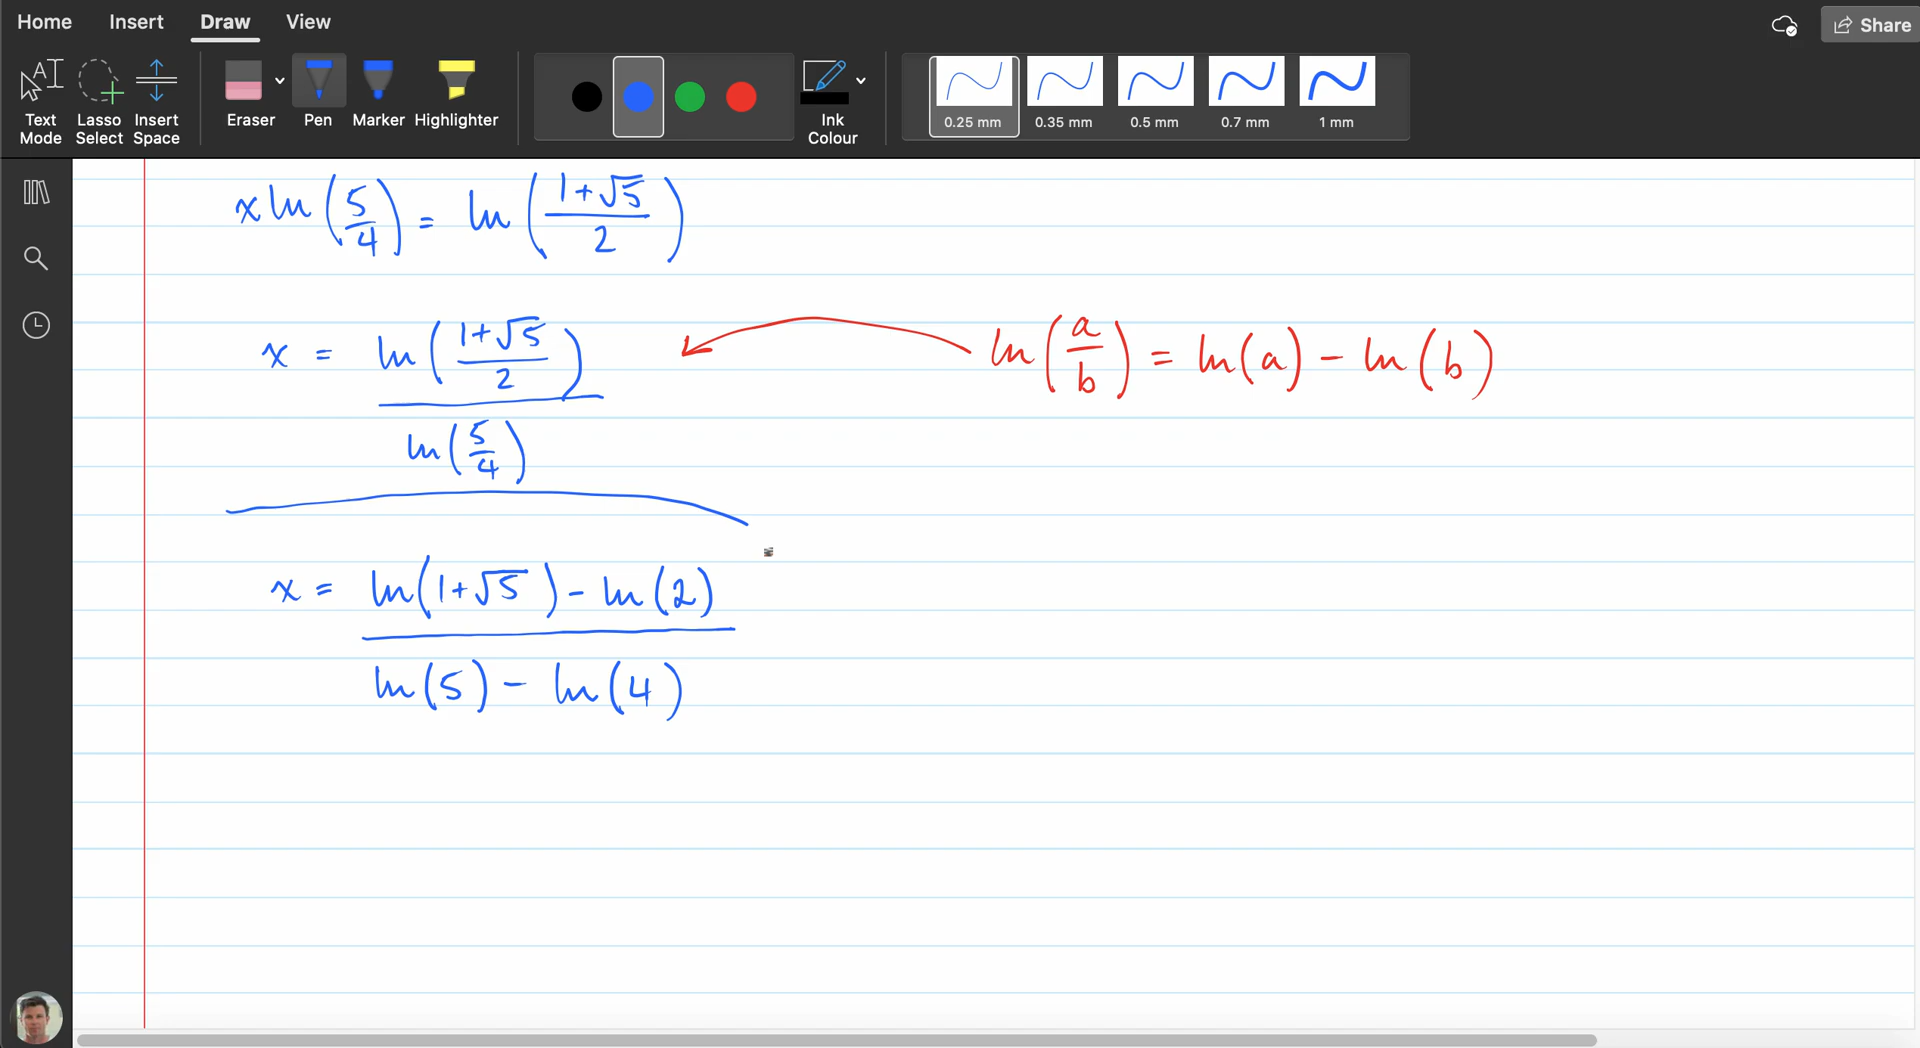 Home Insert Draw View
Share
Text Mode
Lasso Select
Insert Space
Eraser
Pen
Marker
Highlighter
Ink Colour
0.25 mm
0.35 mm
0.5 mm
0.7 mm
1 mm
x ln(5/4) = ln((1+√5)/2)
x = ln((1+√5)/2) / ln(5/4)
ln(a/b) = ln(a) − ln(b)
x = (ln(1+√5) − ln(2)) / (ln(5) − ln(4))